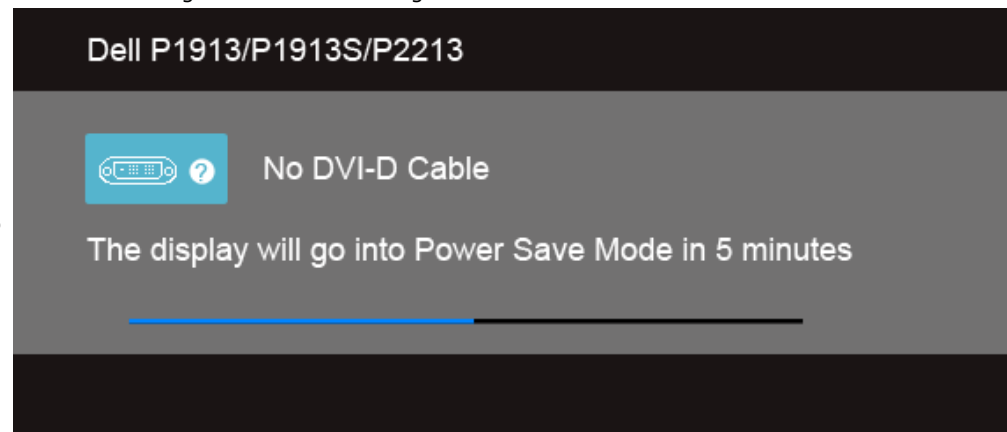 Dell P1913/P1913S/P2213
No DVI-D Cable
The display will go into Power Save Mode in 5 minutes